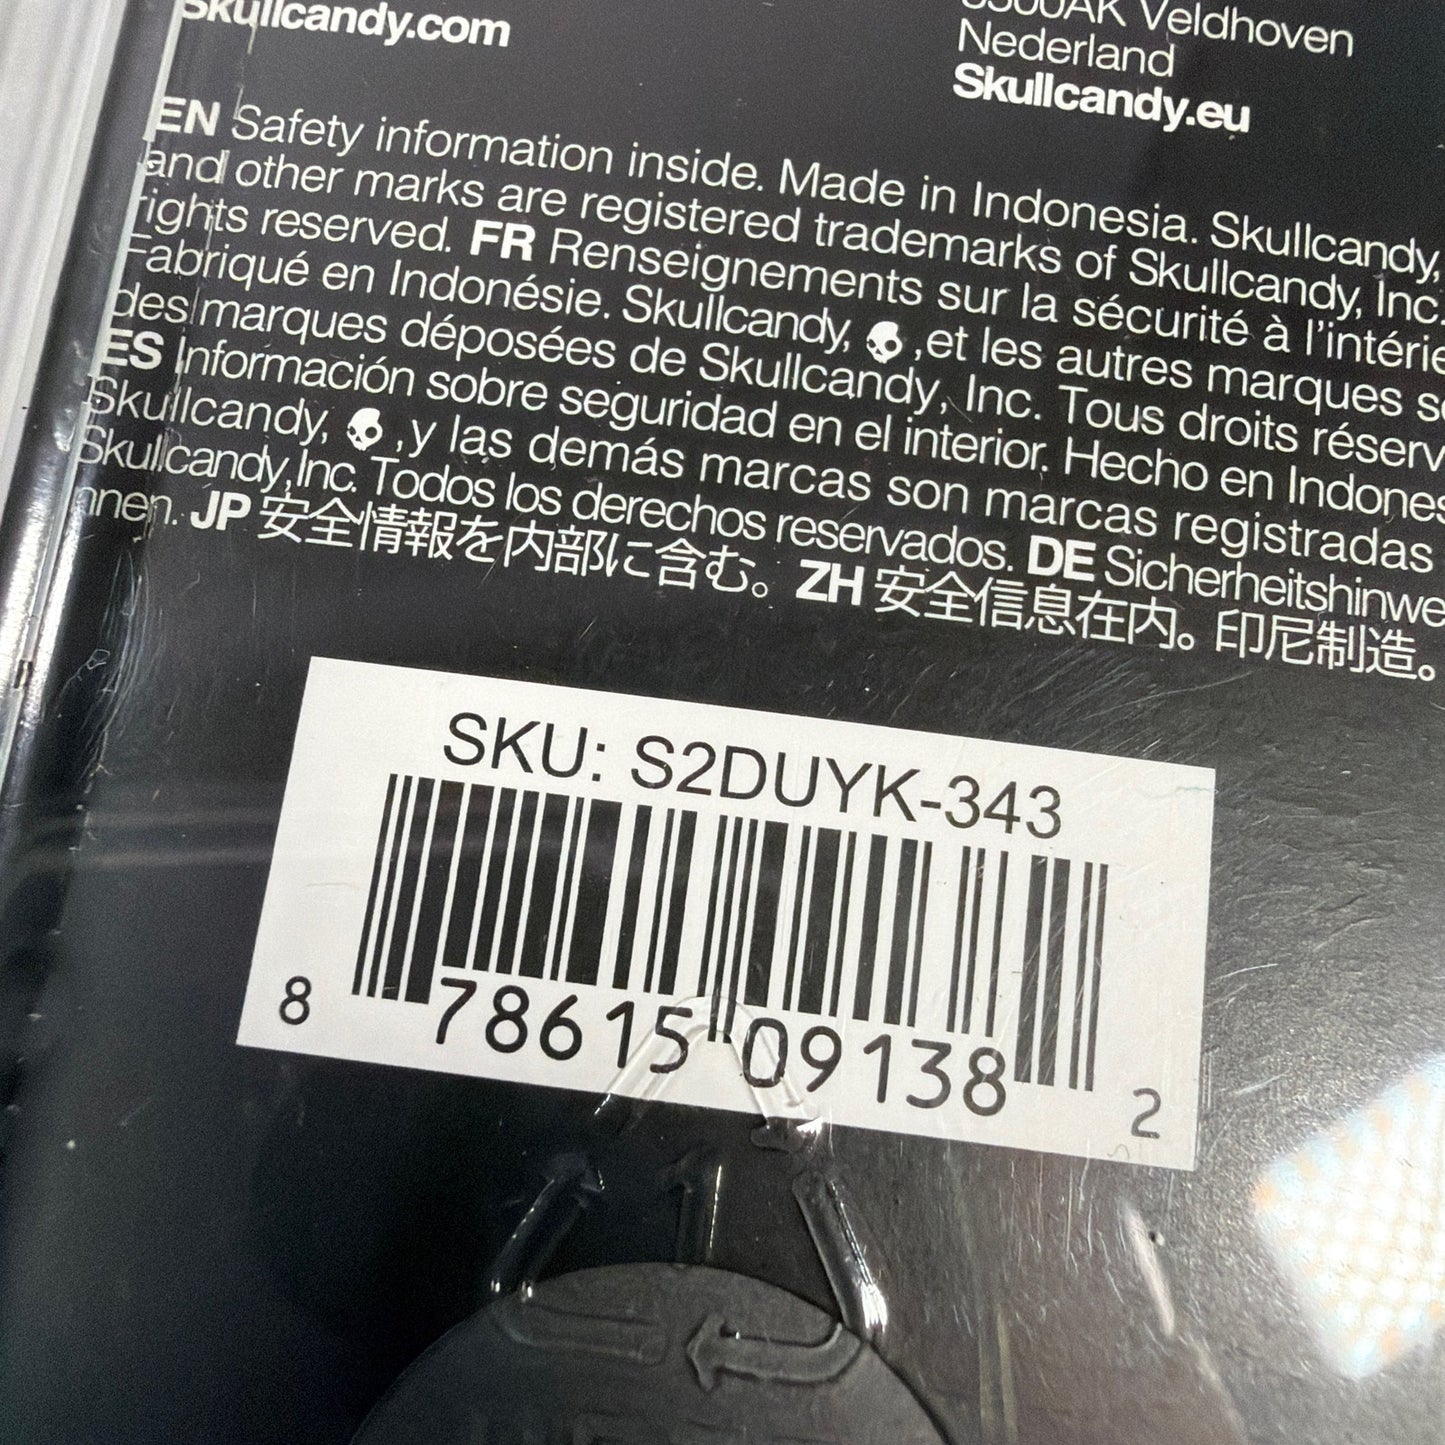 Skullcandy.com
5500AK Veldhoven
Nederland
Skullcandy.eu
EN Safety information inside. Made in Indonesia. Skullcandy,
and other marks are registered trademarks of Skullcandy, Inc.
rights reserved. FR Renseignements sur la sécurité à l'intérie
Fabriqué en Indonésie. Skullcandy, ,et les autres marques so
des marques déposées de Skullcandy, Inc. Tous droits réserv
ES Información sobre seguridad en el interior. Hecho en Indones
Skullcandy, ,y las demás marcas son marcas registradas
Skullcandy,Inc. Todos los derechos reservados. DE Sicherheitshinwe
nnen. JP 安全情報を内部に含む。 ZH 安全信息在内。印尼制造。
SKU: S2DUYK-343
8 78615 09138 2